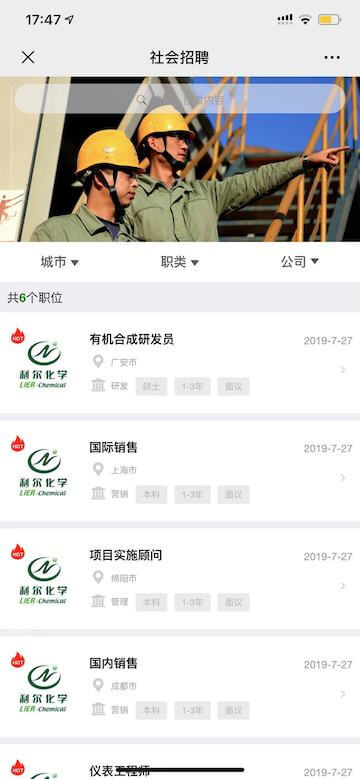 17:47
社会招聘
搜索内容
城市
职类
公司
共6个职位
HOT
利尔化学
LIER-Chemical
有机合成研发员
2019-7-27
广安市
研发 硕士 1-3年 面议
HOT
利尔化学
LIER-Chemical
国际销售
2019-7-27
上海市
营销 本科 1-3年 面议
HOT
利尔化学
LIER-Chemical
项目实施顾问
2019-7-27
绵阳市
管理 本科 1-3年 面议
HOT
利尔化学
LIER-Chemical
国内销售
2019-7-27
成都市
营销 本科 1-3年 面议
HOT
仪表工程师
2019-7-27